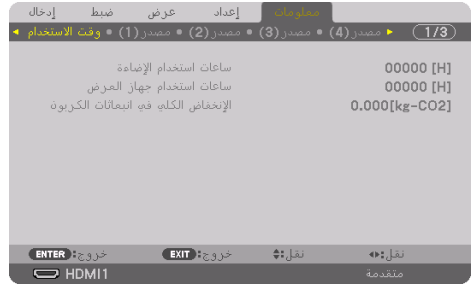 إدخال ضبط عرض إعداد معلومات
◄ وقت الاستخدام • مصدر(1) • مصدر(2) • مصدر(3) • مصدر(4) ► 1/3
ساعات استخدام الإضاءة 00000 [H]
ساعات استخدام جهاز العرض 00000 [H]
الإنخفاض الكلي في انبعاثات الكربون 0.000[kg-CO2]
ENTER:خروج EXIT:خروج نقل:⬍ نقل:⬌
HDMI1 متقدمة